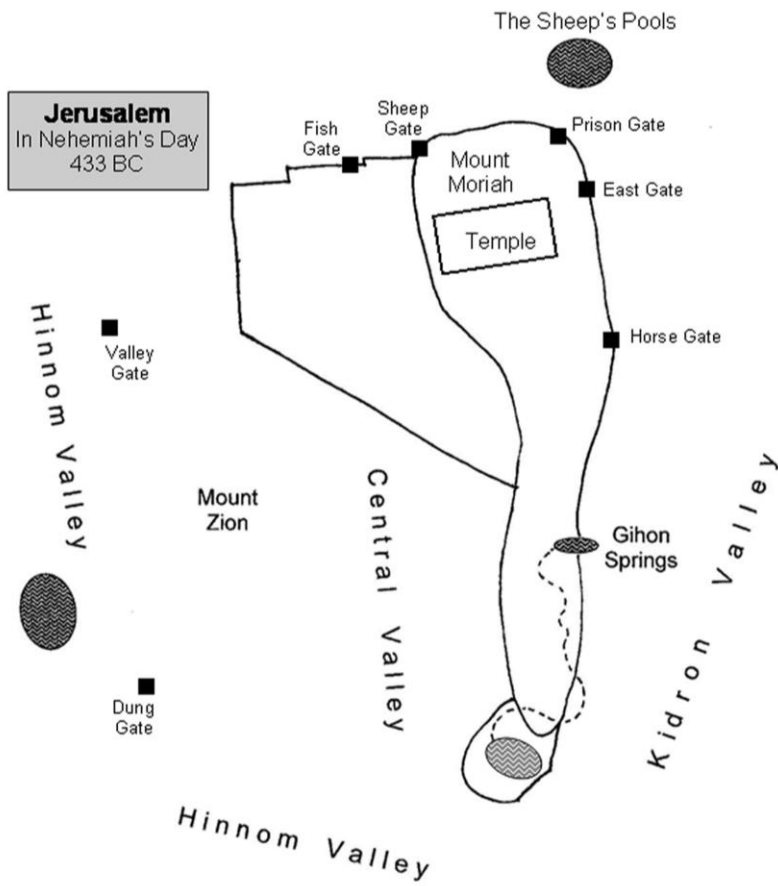 The Sheep's Pools
Jerusalem
In Nehemiah's Day
433 BC
Fish
Gate
Sheep
Gate
Prison Gate
Mount
Moriah
East Gate
Temple
Hinnom Valley
Valley
Gate
Horse Gate
Mount
Zion
Central Valley
Gihon
Springs
Kidron Valley
Dung
Gate
Hinnom Valley